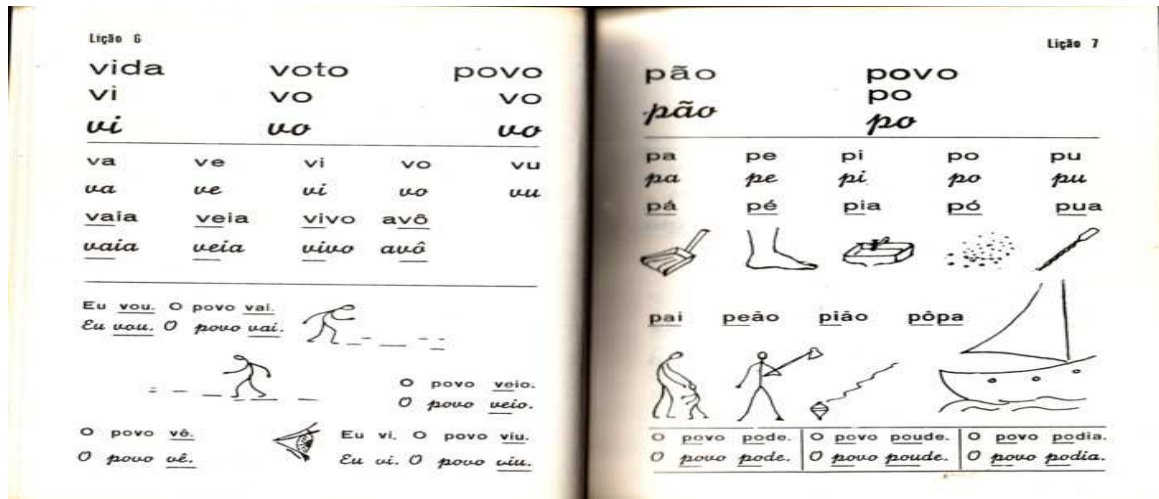 Lição 6
vida voto povo
vi vo vo
vi vo vo
va ve vi vo vu
va ve vi vo vu
vaia veia vivo avô
vaia veia vivo avô
Eu vou. O povo vai.
Eu vou. O povo vai.
O povo veio.
O povo veio.
O povo vê.
O povo vê.
Eu vi. O povo viu.
Eu vi. O povo viu.
Lição 7
pão povo
po
pão po
pa pe pi po pu
pa pe pi po pu
pá pé pia pó pua
pai peão pião pôpa
O povo pode. O povo poude. O povo podia.
O povo pode. O povo poude. O povo podia.